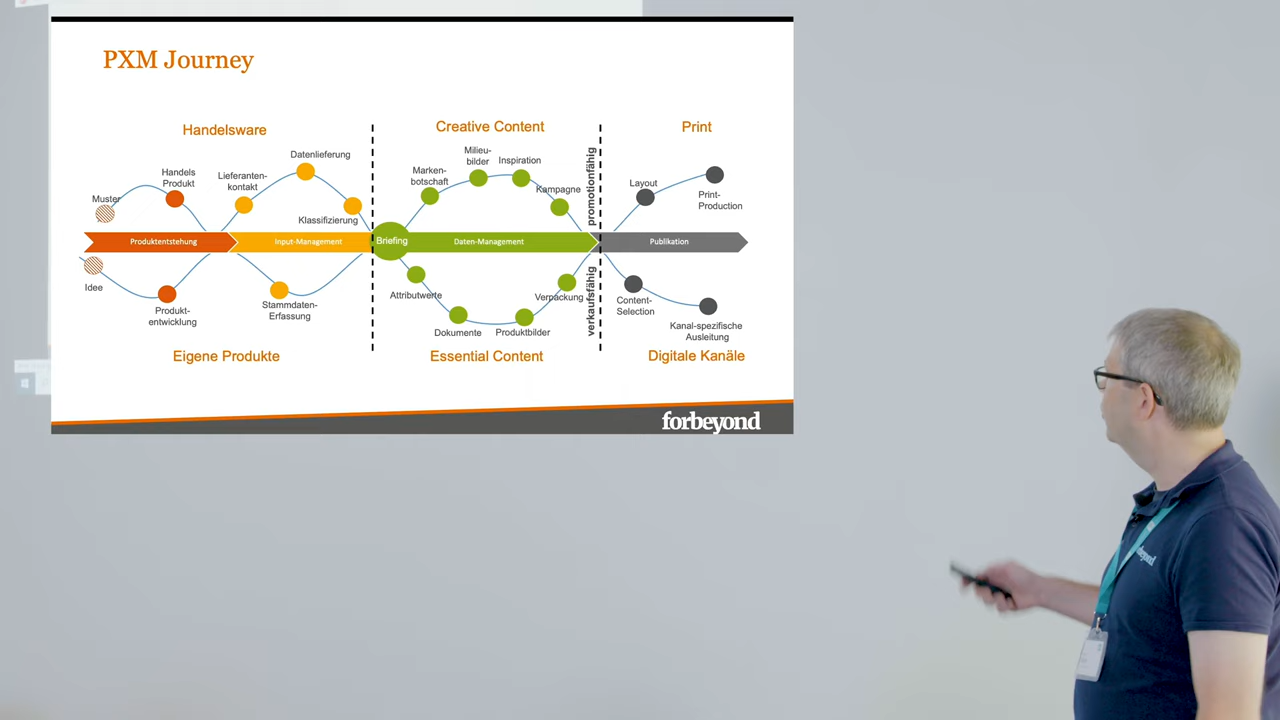 PXM Journey
Handelsware
Creative Content
Print
Muster
Handels
Produkt
Lieferanten-
kontakt
Datenlieferung
Klassifizierung
Marken-
botschaft
Milieu-
bilder
Inspiration
Kampagne
promotionfähig
Layout
Print-
Production
Produktentstehung
Input-Management
Briefing
Daten-Management
Publikation
Idee
Produkt-
entwicklung
Stammdaten-
Erfassung
Attributwerte
Dokumente
Produktbilder
Verpackung
verkaufsfähig
Content-
Selection
Kanal-spezifische
Ausleitung
Eigene Produkte
Essential Content
Digitale Kanäle
forbeyond